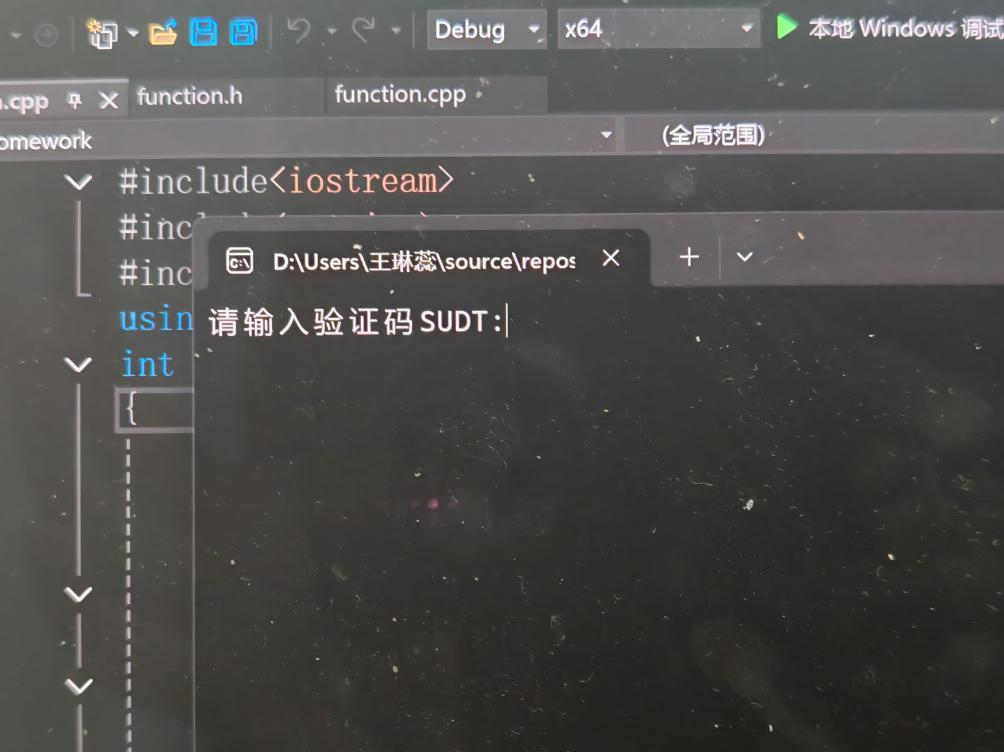 Debug x64 本地 Windows 调试
.cpp function.h function.cpp
omework (全局范围)
#include<iostream>
#inc
#inc
D:\Users\王琳蕊\source\repos
usin
请输入验证码SUDT:
int
{